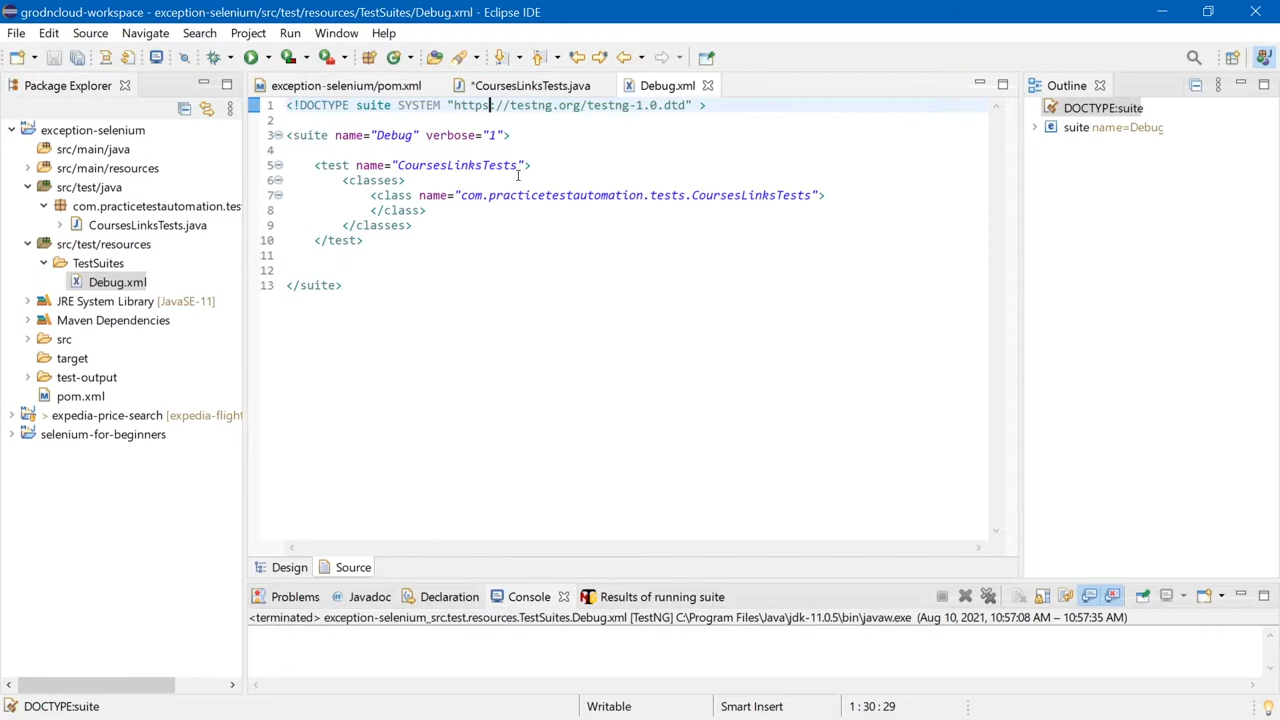 grodncloud-workspace - exception-selenium/src/test/resources/TestSuites/Debug.xml - Eclipse IDE
File Edit Source Navigate Search Project Run Window Help
Package Explorer
exception-selenium
src/main/java
src/main/resources
src/test/java
com.practicetestautomation.tes
CoursesLinksTests.java
src/test/resources
TestSuites
Debug.xml
JRE System Library [JavaSE-11]
Maven Dependencies
src
target
test-output
pom.xml
> expedia-price-search [expedia-flight
selenium-for-beginners
exception-selenium/pom.xml *CoursesLinksTests.java Debug.xml
1 <!DOCTYPE suite SYSTEM "https://testng.org/testng-1.0.dtd" >
2
3 <suite name="Debug" verbose="1">
4
5 <test name="CoursesLinksTests">
6 <classes>
7 <class name="com.practicetestautomation.tests.CoursesLinksTests">
8 </class>
9 </classes>
10 </test>
11
12
13 </suite>
Design Source
Outline
DOCTYPE:suite
suite name=Debug
Problems Javadoc Declaration Console Results of running suite
<terminated> exception-selenium_src.test.resources.TestSuites.Debug.xml [TestNG] C:\Program Files\Java\jdk-11.0.5\bin\javaw.exe (Aug 10, 2021, 10:57:08 AM – 10:57:35 AM)
DOCTYPE:suite Writable Smart Insert 1 : 30 : 29